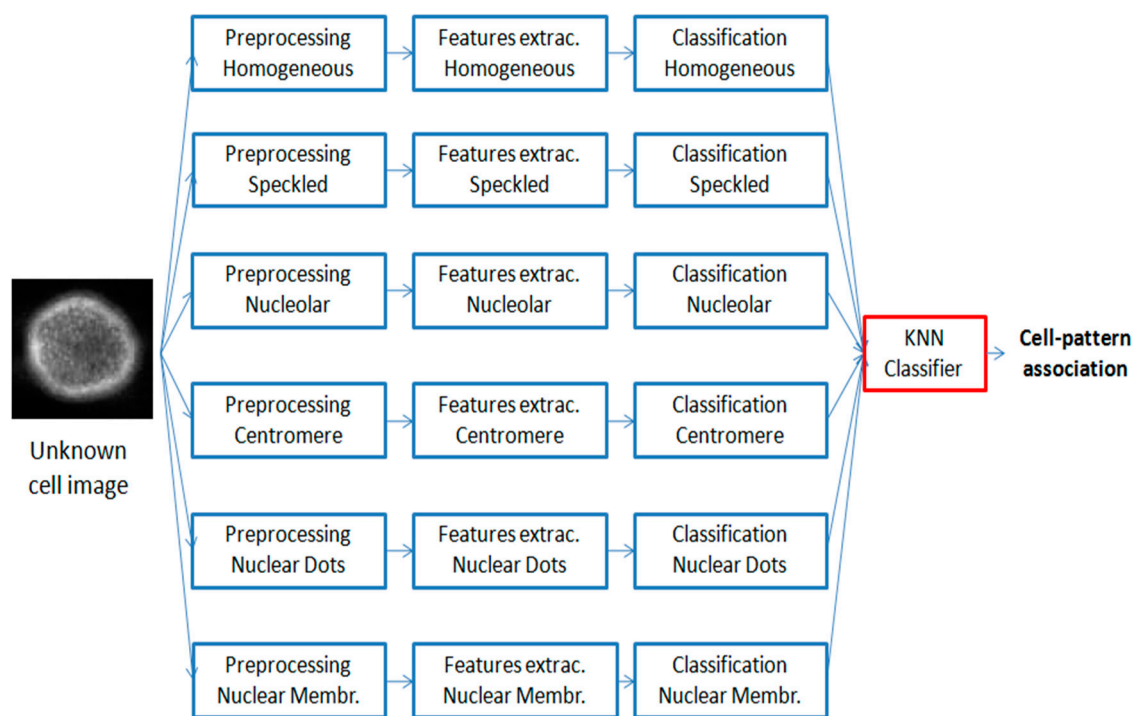 Preprocessing
Homogeneous
Features extrac.
Homogeneous
Classification
Homogeneous
Preprocessing
Speckled
Features extrac.
Speckled
Classification
Speckled
Preprocessing
Nucleolar
Features extrac.
Nucleolar
Classification
Nucleolar
Unknown
cell image
KNN
Classifier
Cell-pattern
association
Preprocessing
Centromere
Features extrac.
Centromere
Classification
Centromere
Preprocessing
Nuclear Dots
Features extrac.
Nuclear Dots
Classification
Nuclear Dots
Preprocessing
Nuclear Membr.
Features extrac.
Nuclear Membr.
Classification
Nuclear Membr.